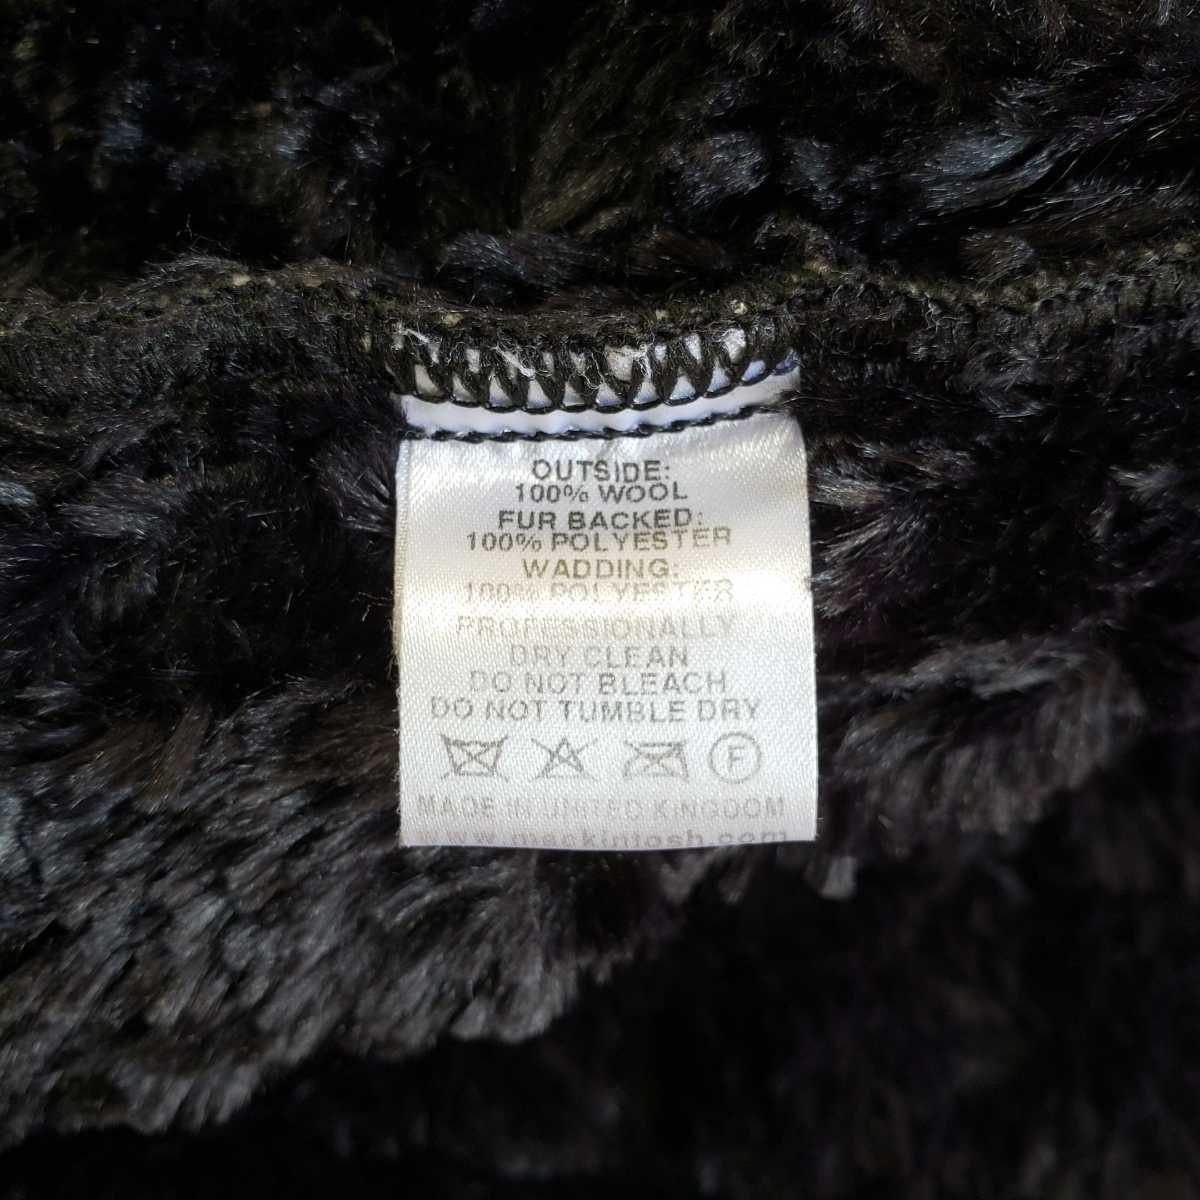 OUTSIDE:
100% WOOL
FUR BACKED:
100% POLYESTER
WADDING:
100% POLYESTER
PROFESSIONALLY
DRY CLEAN
DO NOT BLEACH
DO NOT TUMBLE DRY
F
MADE IN UNITED KINGDOM
www.mackintosh.com